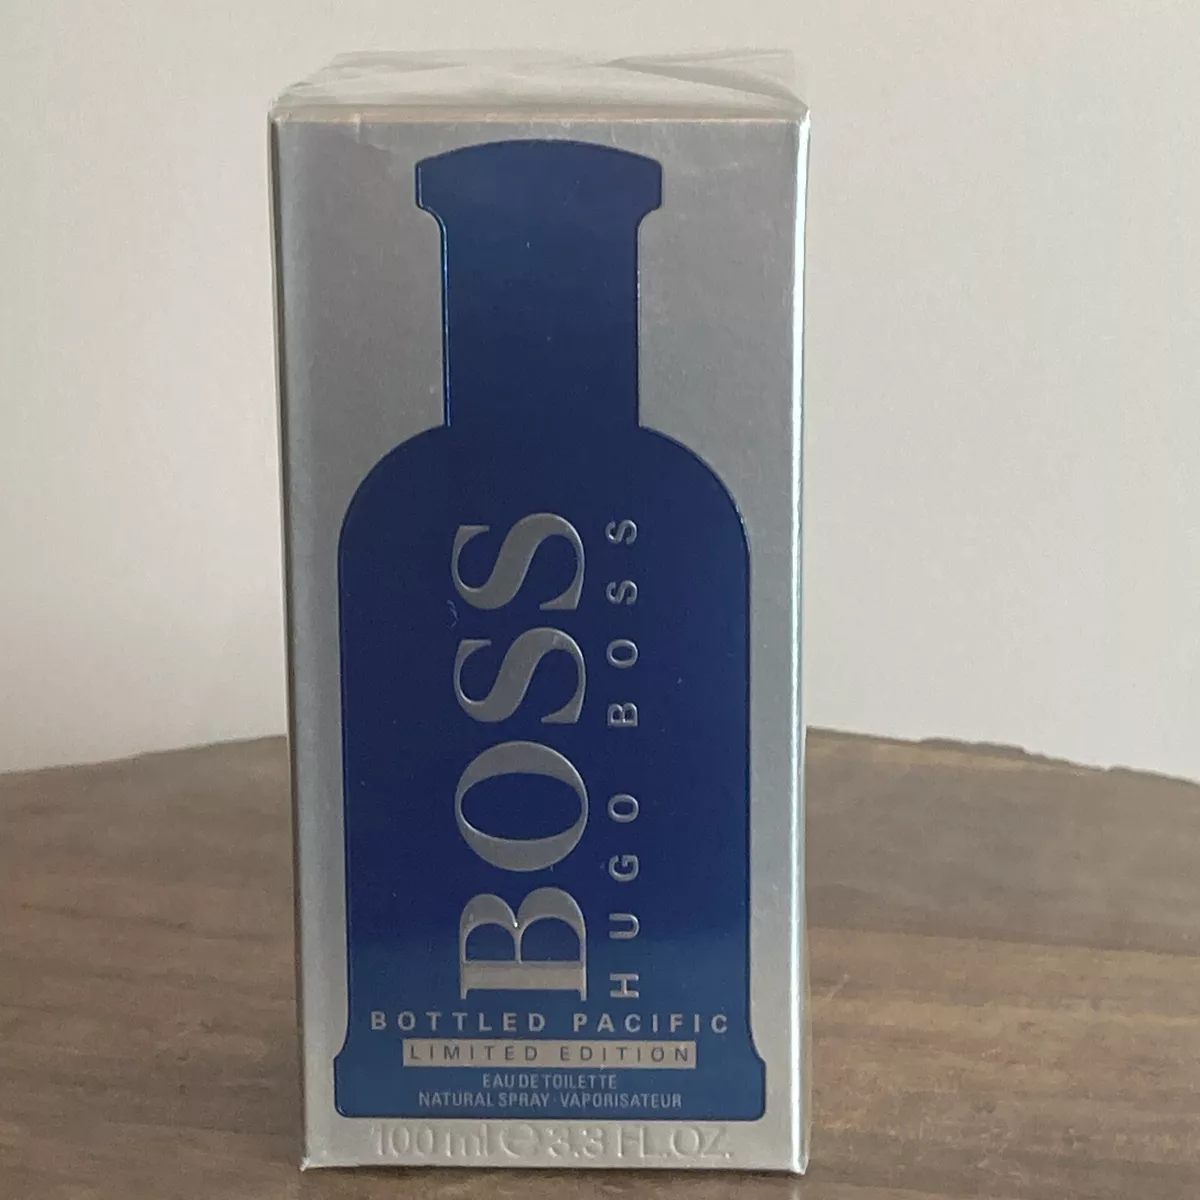 BOSS
HUGO BOSS
BOTTLED PACIFIC
LIMITED EDITION
EAU DE TOILETTE
NATURAL SPRAY · VAPORISATEUR
100 ml ℮ 3.3 FL.OZ.